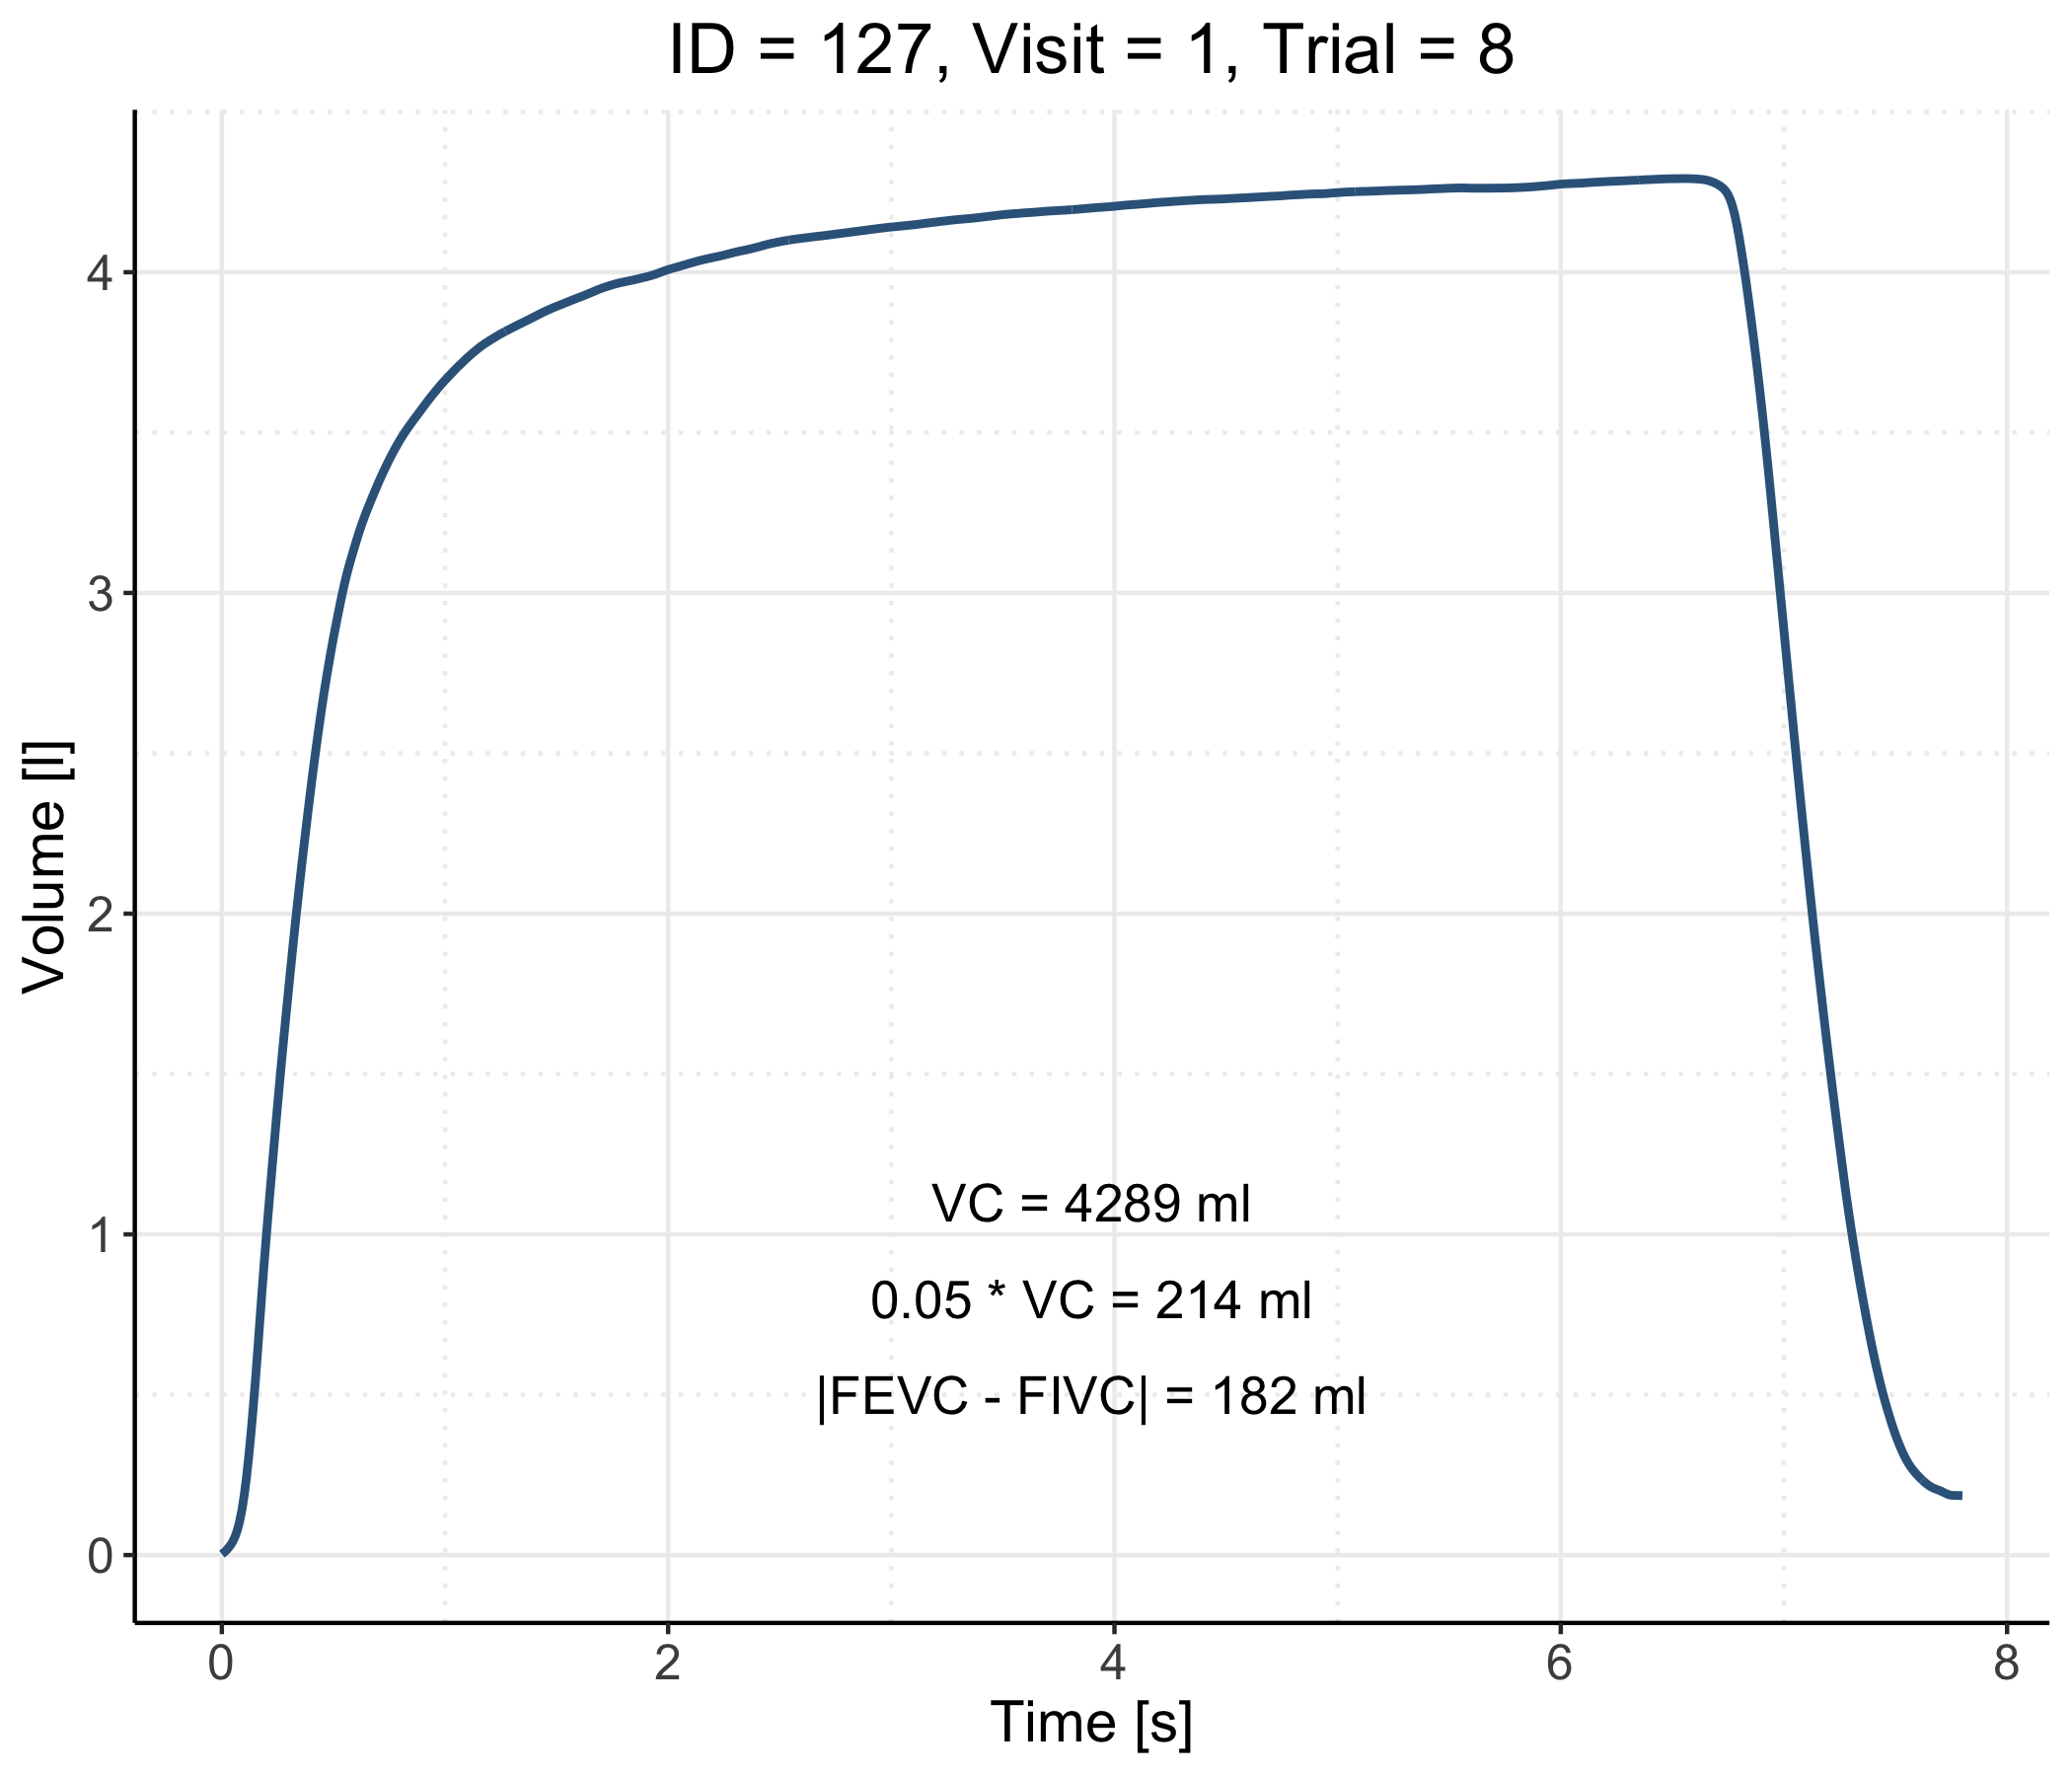 ID = 127, Visit = 1, Trial = 8
Volume [l]
4
3
2
1
0
VC = 4289 ml
0.05 * VC = 214 ml
|FEVC - FIVC| = 182 ml
0 2 4 6 8
Time [s]